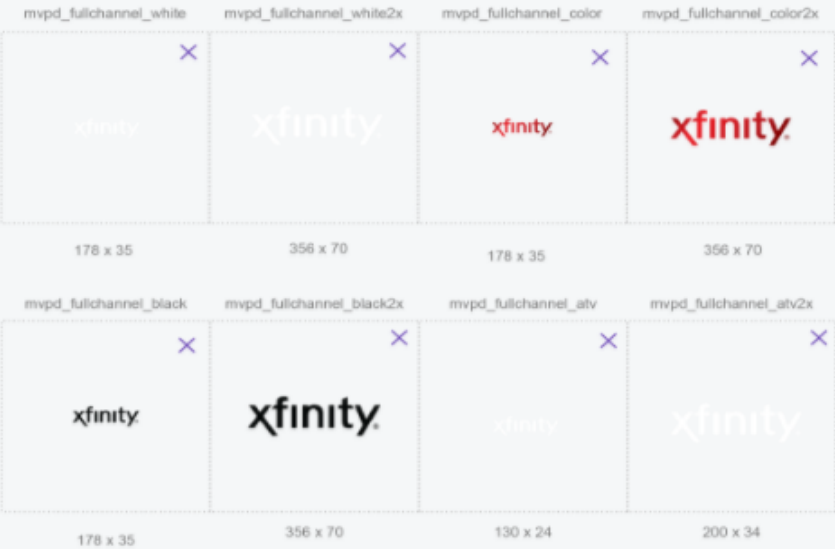 mvpd_fullchannel_white mvpd_fullchannel_white2x mvpd_fullchannel_color mvpd_fullchannel_color2x
xfinity xfinity xfinity xfinity
178 x 35 356 x 70 178 x 35 356 x 70
mvpd_fullchannel_black mvpd_fullchannel_black2x mvpd_fullchannel_atv mvpd_fullchannel_atv2x
xfinity xfinity xfinity xfinity
178 x 35 356 x 70 130 x 24 200 x 34